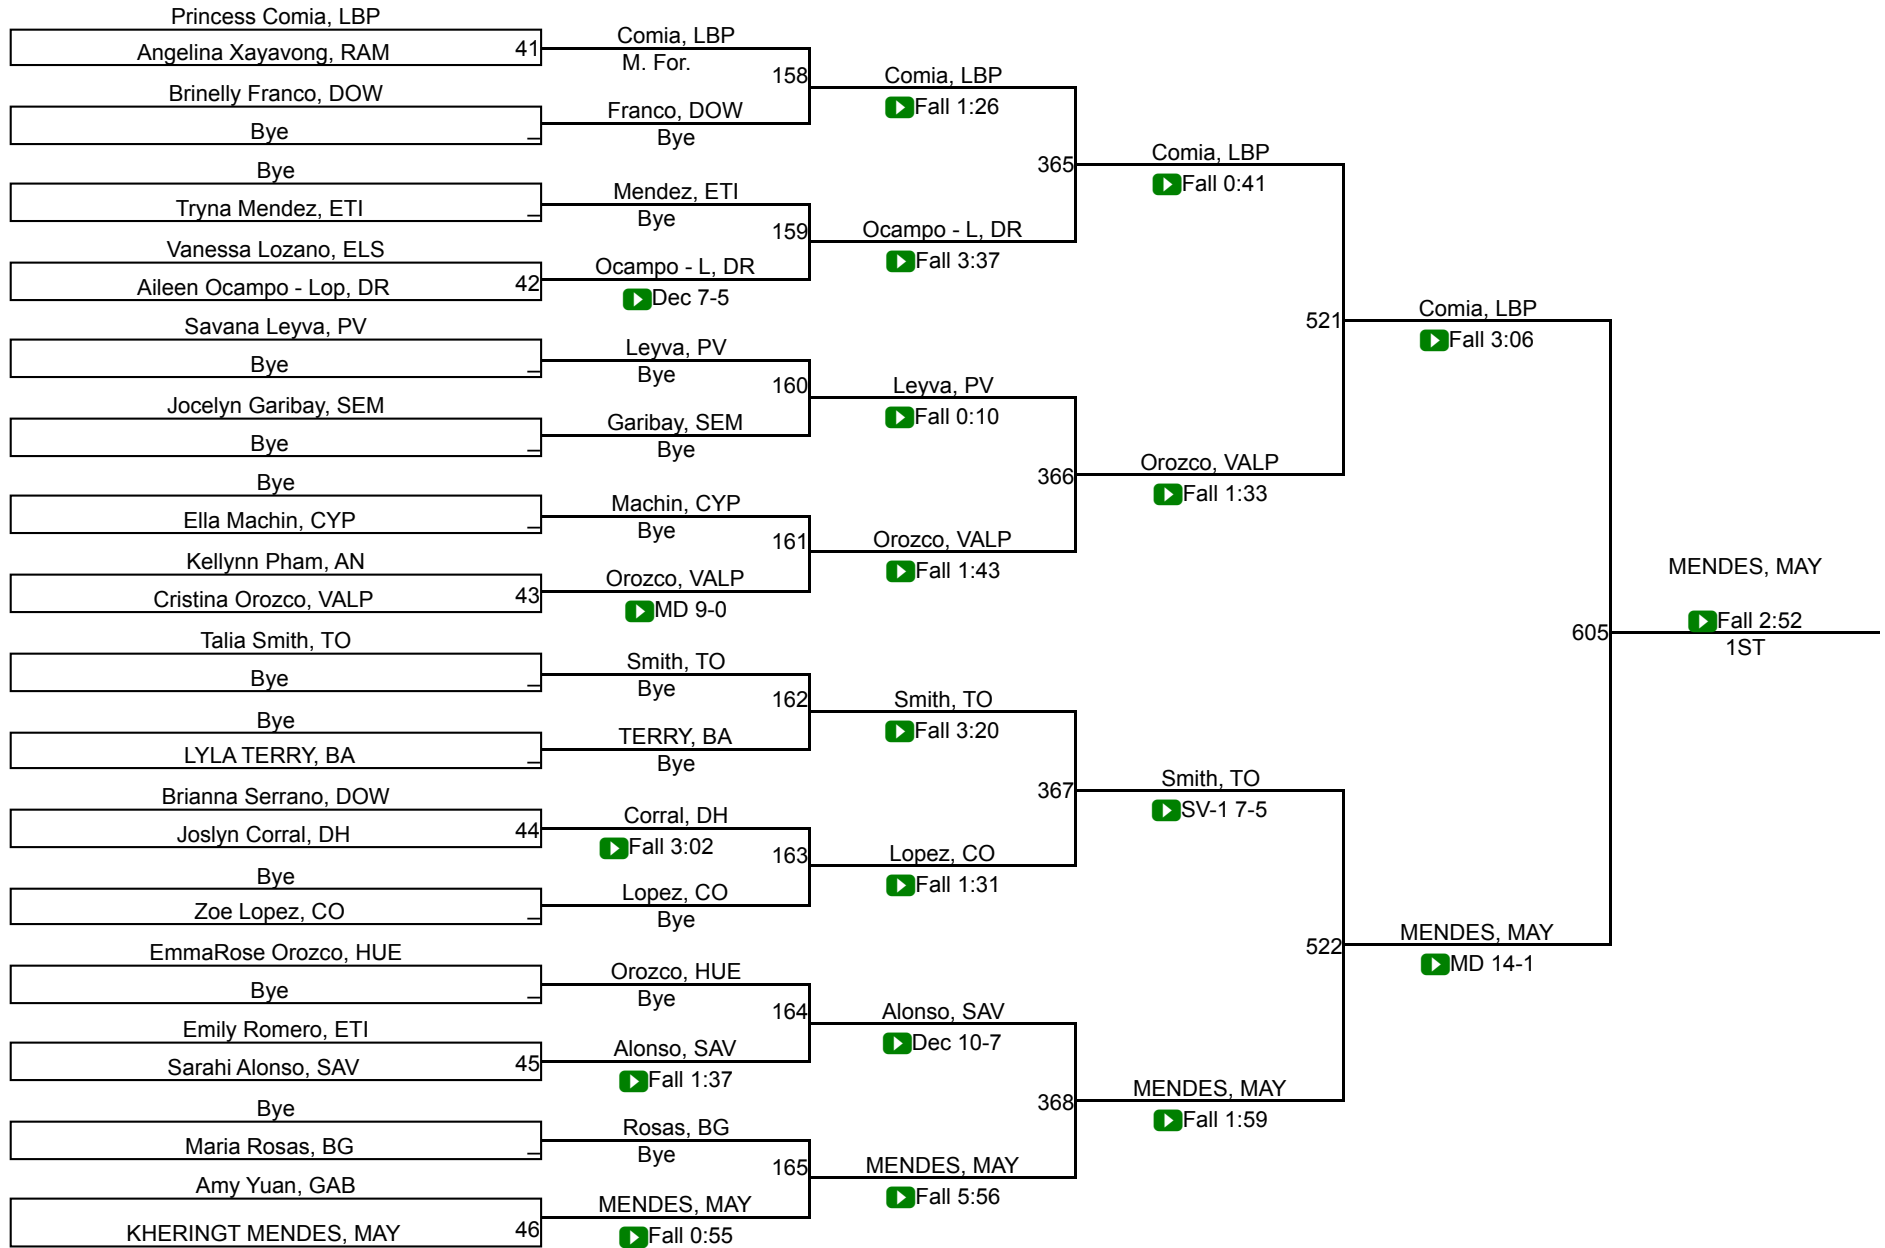 Princess Comia, LBP
Angelina Xayavong, RAM 41
Brinelly Franco, DOW
Bye _
Bye
Tryna Mendez, ETI _
Vanessa Lozano, ELS
Aileen Ocampo - Lop, DR 42
Savana Leyva, PV
Bye _
Jocelyn Garibay, SEM
Bye _
Bye
Ella Machin, CYP _
Kellynn Pham, AN
Cristina Orozco, VALP 43
Talia Smith, TO
Bye _
Bye
LYLA TERRY, BA _
Brianna Serrano, DOW
Joslyn Corral, DH 44
Bye
Zoe Lopez, CO _
EmmaRose Orozco, HUE
Bye _
Emily Romero, ETI
Sarahi Alonso, SAV 45
Bye
Maria Rosas, BG _
Amy Yuan, GAB
KHERINGT MENDES, MAY 46
Comia, LBP
M. For.
158
Franco, DOW
Bye
Mendez, ETI
Bye
159
Ocampo - L, DR
Dec 7-5
Leyva, PV
Bye
160
Garibay, SEM
Bye
Machin, CYP
Bye
161
Orozco, VALP
MD 9-0
Smith, TO
Bye
162
TERRY, BA
Bye
Corral, DH
Fall 3:02
163
Lopez, CO
Bye
Orozco, HUE
Bye
164
Alonso, SAV
Fall 1:37
Rosas, BG
Bye
165
MENDES, MAY
Fall 0:55
Comia, LBP
Fall 1:26
365
Ocampo - L, DR
Fall 3:37
Leyva, PV
Fall 0:10
366
Orozco, VALP
Fall 1:43
Smith, TO
Fall 3:20
367
Lopez, CO
Fall 1:31
Alonso, SAV
Dec 10-7
368
MENDES, MAY
Fall 5:56
Comia, LBP
Fall 0:41
521
Orozco, VALP
Fall 1:33
Smith, TO
SV-1 7-5
522
MENDES, MAY
Fall 1:59
Comia, LBP
Fall 3:06
605
MENDES, MAY
MD 14-1
MENDES, MAY
Fall 2:52
1ST